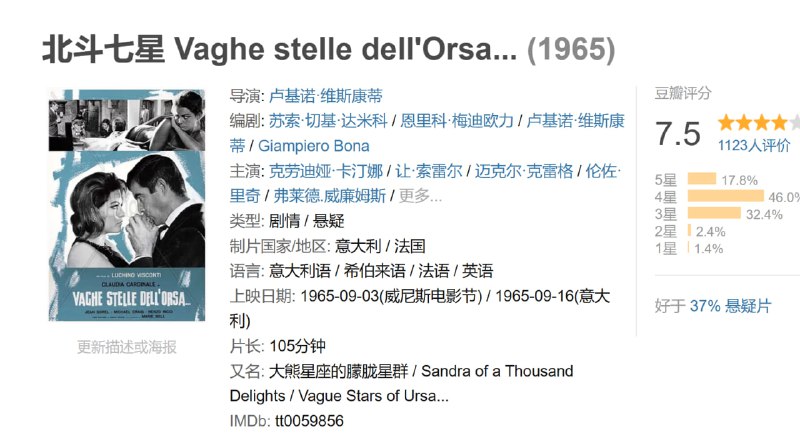 北斗七星 Vaghe stelle dell'Orsa... (1965)
LUCHINO VISCONTI
CLAUDIA CARDINALE
VAGHE STELLE DELL'ORSA...
JEAN SOREL - MICHAEL CRAIG - RENZO RICCI
MARIE BELL
更新描述或海报
导演: 卢基诺·维斯康蒂
编剧: 苏索·切基·达米科 / 恩里科·梅迪欧力 / 卢基诺·维斯康
蒂 / Giampiero Bona
主演: 克劳迪娅·卡汀娜 / 让·索雷尔 / 迈克尔·克雷格 / 伦佐·
里奇 / 弗莱德.威廉姆斯 / 更多...
类型: 剧情 / 悬疑
制片国家/地区: 意大利 / 法国
语言: 意大利语 / 希伯来语 / 法语 / 英语
上映日期: 1965-09-03(威尼斯电影节) / 1965-09-16(意大
利)
片长: 105分钟
又名: 大熊星座的朦胧星群 / Sandra of a Thousand
Delights / Vague Stars of Ursa...
IMDb: tt0059856
豆瓣评分
7.5
1123人评价
5星 17.8%
4星 46.0%
3星 32.4%
2星 2.4%
1星 1.4%
好于 37% 悬疑片